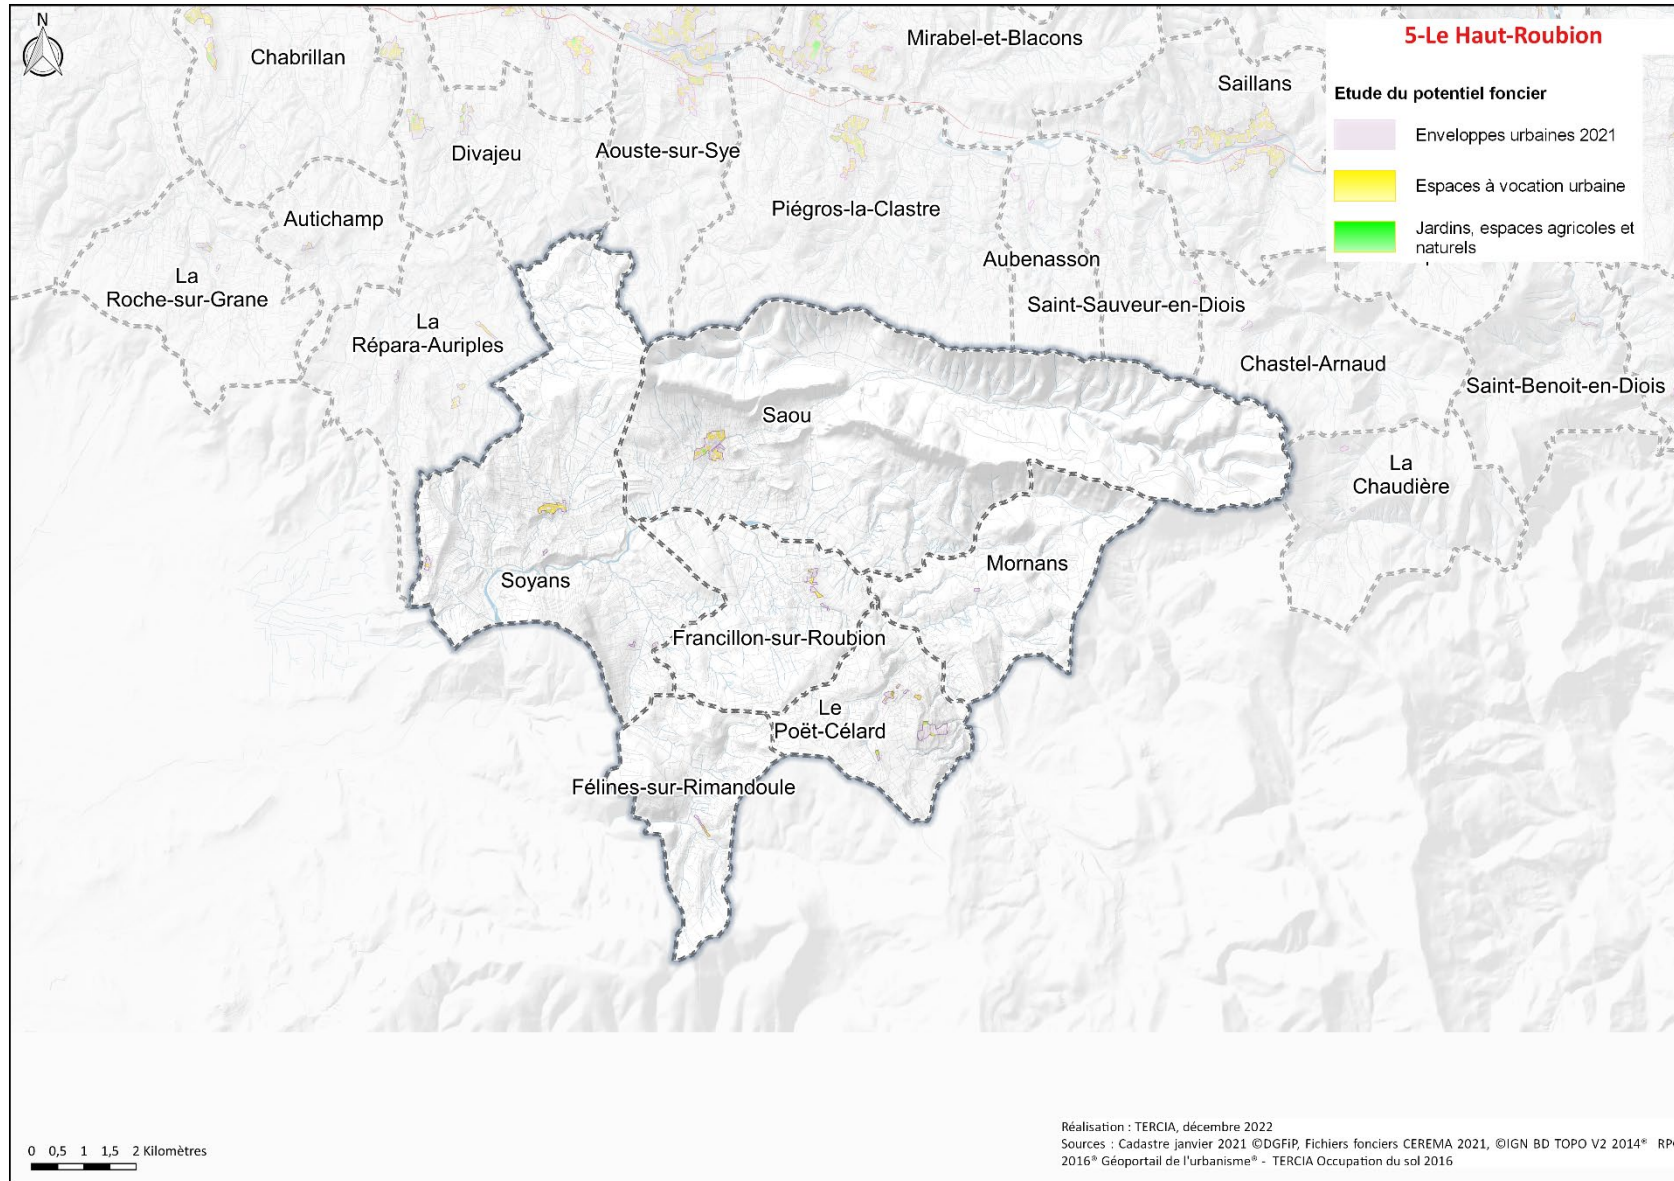 N
5-Le Haut-Roubion
Etude du potentiel foncier
Enveloppes urbaines 2021
Espaces à vocation urbaine
Jardins, espaces agricoles et
naturels
Chabrillan
Mirabel-et-Blacons
Saillans
Divajeu
Aouste-sur-Sye
Autichamp
Piégros-la-Clastre
La
Roche-sur-Grane
Aubenasson
Saint-Sauveur-en-Diois
La
Répara-Auriples
Chastel-Arnaud
Saint-Benoit-en-Diois
Saou
La
Chaudière
Soyans
Mornans
Francillon-sur-Roubion
Le
Poët-Célard
Félines-sur-Rimandoule
0 0,5 1 1,5 2 Kilomètres
Réalisation : TERCIA, décembre 2022
Sources : Cadastre janvier 2021 ©DGFiP, Fichiers fonciers CEREMA 2021, ©IGN BD TOPO V2 2014® RPG
2016® Géoportail de l'urbanisme® - TERCIA Occupation du sol 2016